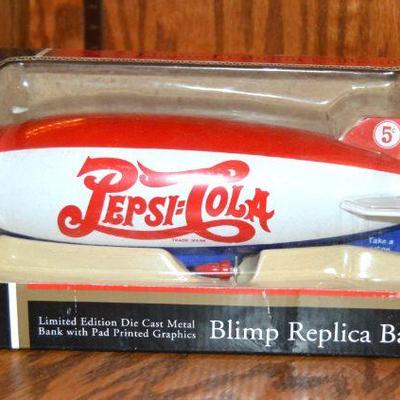 5¢
PEPSI=COLA
TRADE MARK
Take a
Limited Edition Die Cast Metal
Bank with Pad Printed Graphics
Blimp Replica Ba